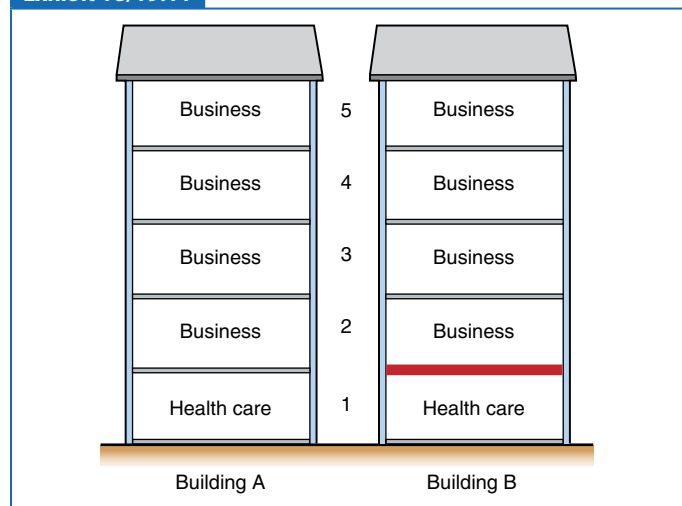 Business 5 Business
Business 4 Business
Business 3 Business
Business 2 Business
Health care 1 Health care
Building A Building B